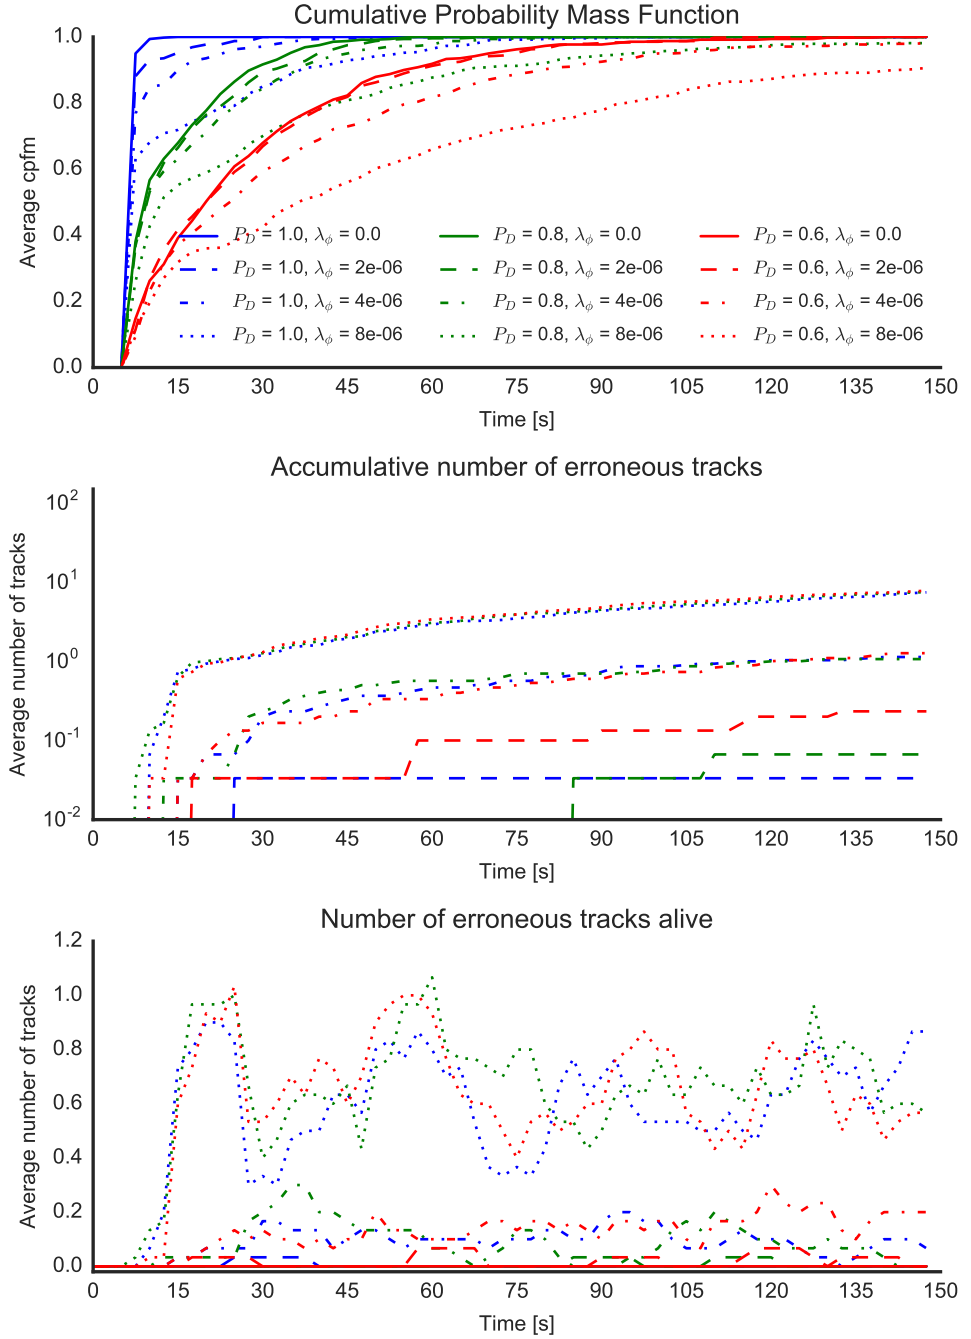 Cumulative Probability Mass Function
1.0
0.8
0.6
0.4
0.2
0.0
Average cpfm
P_D = 1.0, λ_ϕ = 0.0
P_D = 1.0, λ_ϕ = 2e-06
P_D = 1.0, λ_ϕ = 4e-06
P_D = 1.0, λ_ϕ = 8e-06
P_D = 0.8, λ_ϕ = 0.0
P_D = 0.8, λ_ϕ = 2e-06
P_D = 0.8, λ_ϕ = 4e-06
P_D = 0.8, λ_ϕ = 8e-06
P_D = 0.6, λ_ϕ = 0.0
P_D = 0.6, λ_ϕ = 2e-06
P_D = 0.6, λ_ϕ = 4e-06
P_D = 0.6, λ_ϕ = 8e-06
0 15 30 45 60 75 90 105 120 135 150
Time [s]
Accumulative number of erroneous tracks
10^2
10^1
10^0
10^-1
10^-2
Average number of tracks
0 15 30 45 60 75 90 105 120 135 150
Time [s]
Number of erroneous tracks alive
1.2
1.0
0.8
0.6
0.4
0.2
0.0
Average number of tracks
0 15 30 45 60 75 90 105 120 135 150
Time [s]